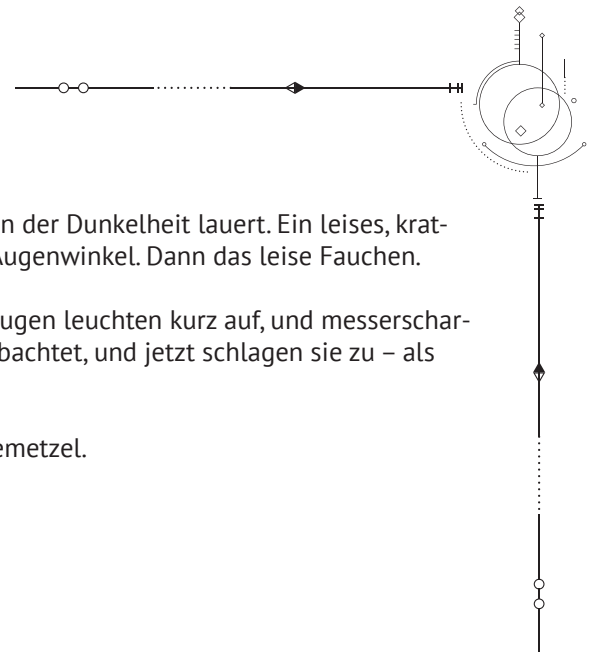 n der Dunkelheit lauert. Ein leises, krat-
Augenwinkel. Dann das leise Fauchen.
ugen leuchten kurz auf, und messerschar-
bachtet, und jetzt schlagen sie zu – als
emetzel.